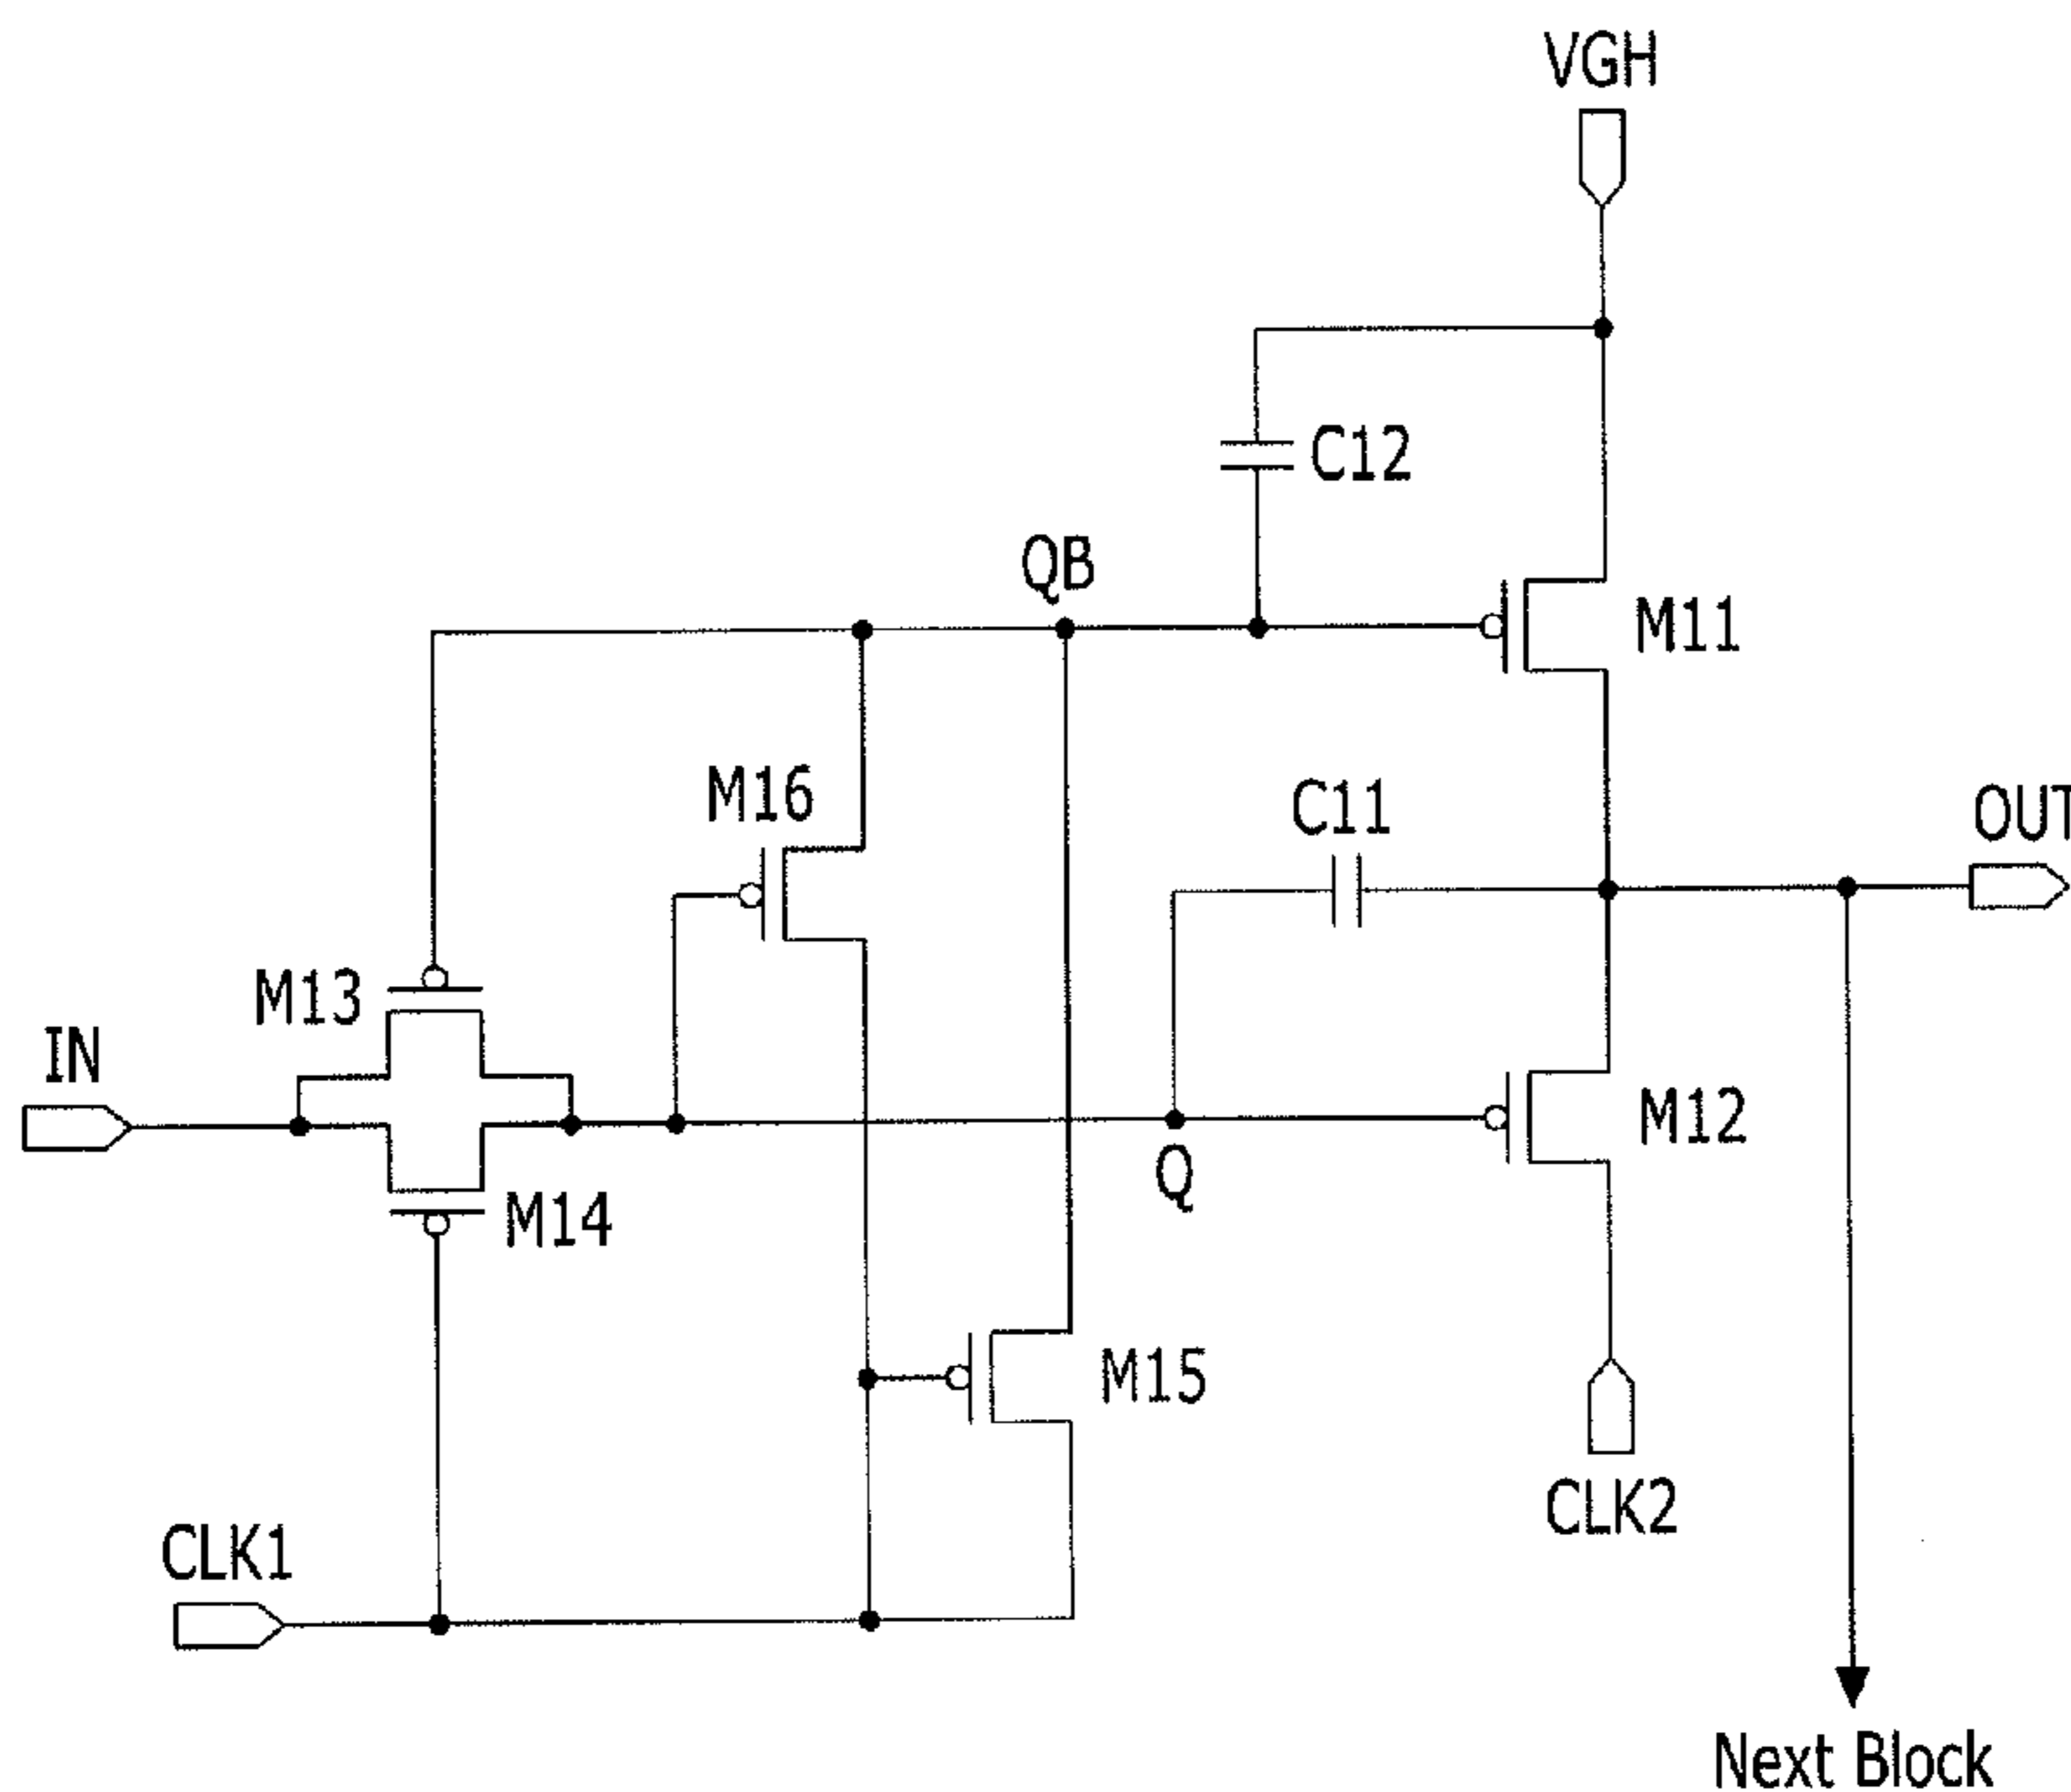 VGH
C12
QB
M11
M16
C11
OUT
M13
IN
M12
Q
M14
M15
CLK2
CLK1
Next Block